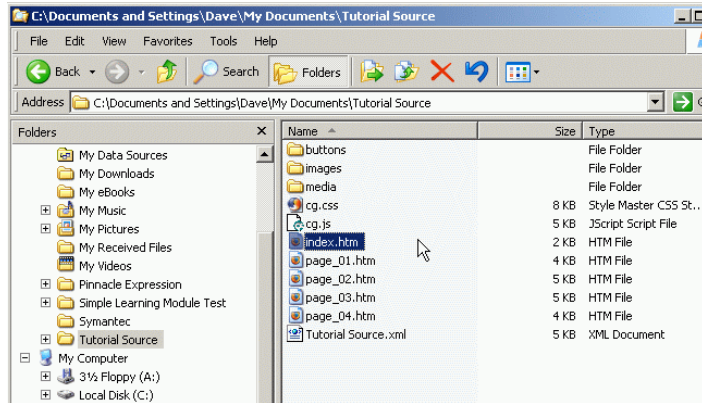 C:\Documents and Settings\Dave\My Documents\Tutorial Source
File Edit View Favorites Tools Help
Back Search Folders
Address C:\Documents and Settings\Dave\My Documents\Tutorial Source
Folders
My Data Sources
My Downloads
My eBooks
My Music
My Pictures
My Received Files
My Videos
Pinnacle Expression
Simple Learning Module Test
Symantec
Tutorial Source
My Computer
3½ Floppy (A:)
Local Disk (C:)
Name Size Type
buttons File Folder
images File Folder
media File Folder
cg.css 8 KB Style Master CSS St...
cg.js 5 KB JScript Script File
index.htm 2 KB HTM File
page_01.htm 4 KB HTM File
page_02.htm 5 KB HTM File
page_03.htm 5 KB HTM File
page_04.htm 4 KB HTM File
Tutorial Source.xml 5 KB XML Document